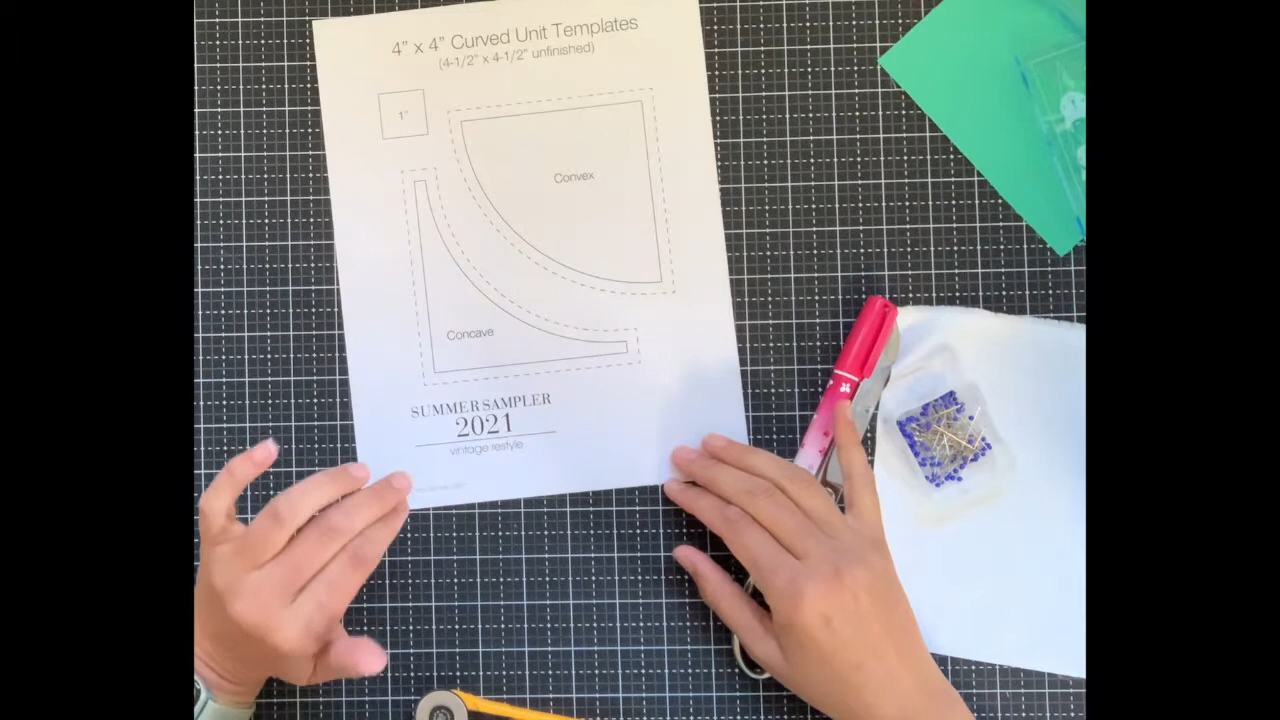 4" x 4" Curved Unit Templates
(4-1/2" x 4-1/2" unfinished)
1"
Convex
Concave
SUMMER SAMPLER
2021
vintage restyle